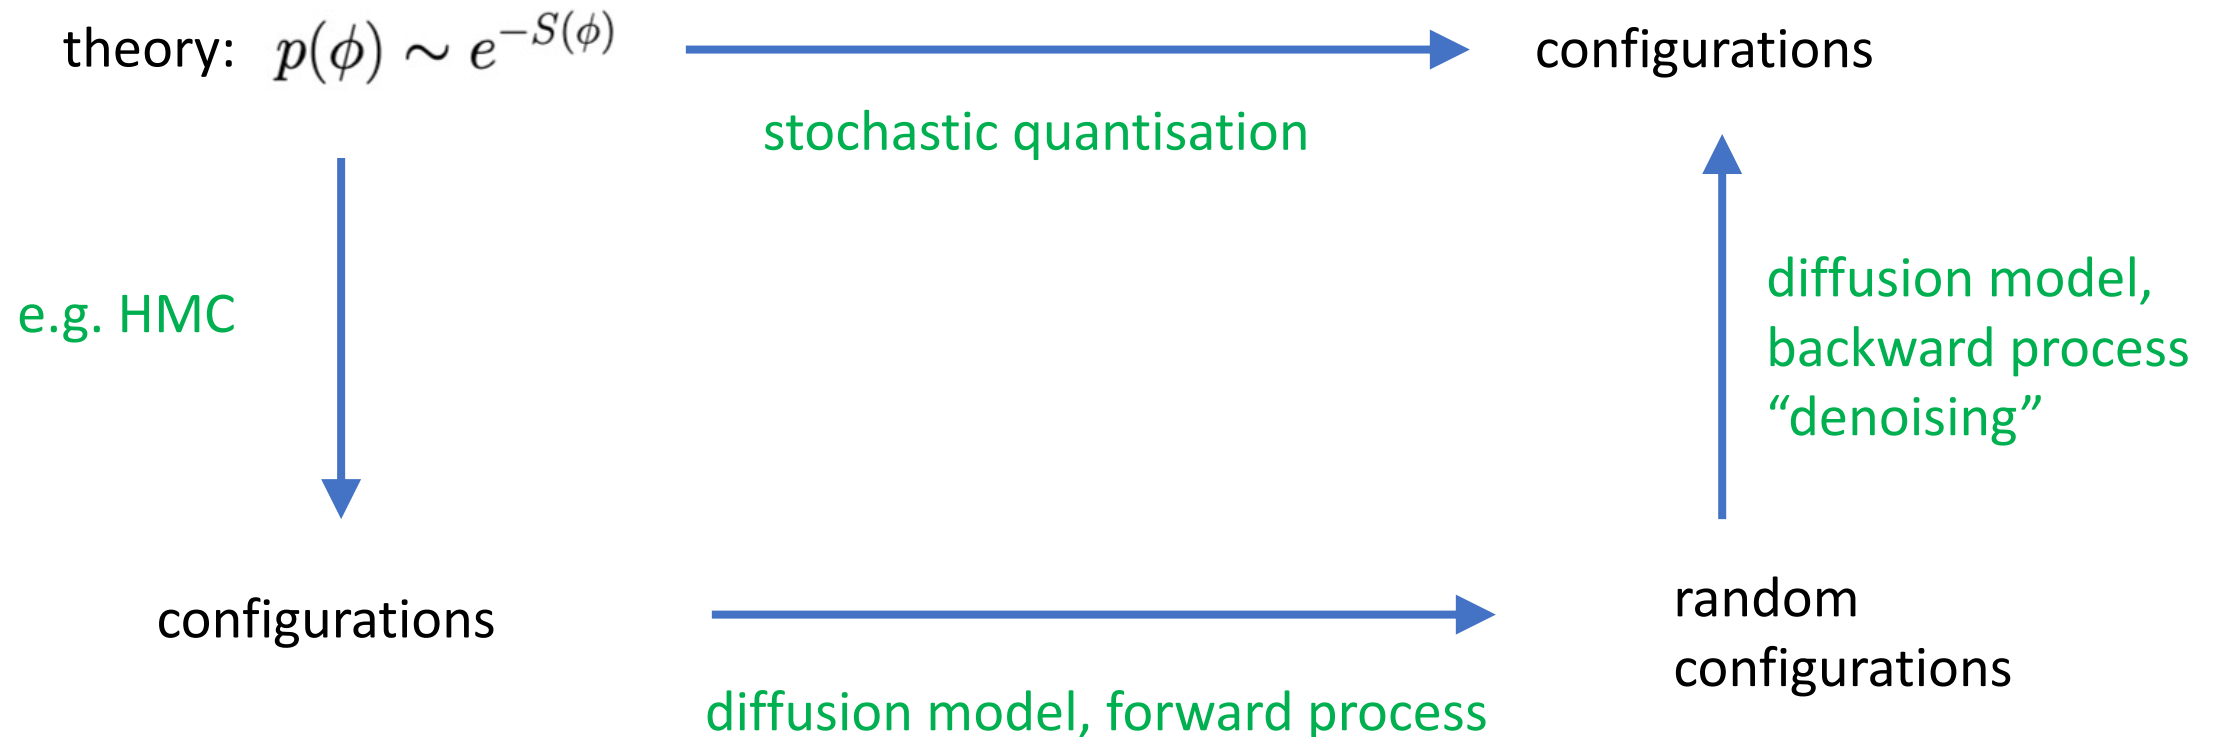 theory: p(ϕ) ∼ e^{−S(ϕ)}
configurations
stochastic quantisation
e.g. HMC
diffusion model,
backward process
“denoising”
configurations
random
configurations
diffusion model, forward process